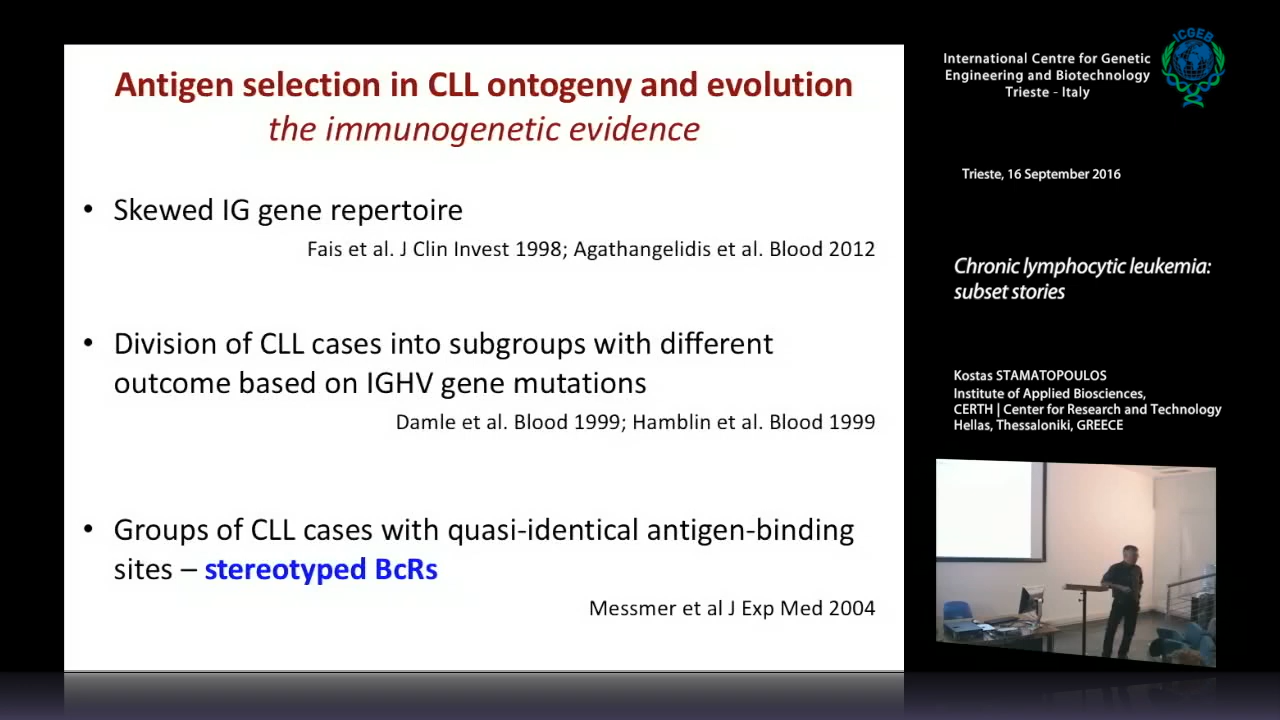 Antigen selection in CLL ontogeny and evolution
the immunogenetic evidence
• Skewed IG gene repertoire
Fais et al. J Clin Invest 1998; Agathangelidis et al. Blood 2012
• Division of CLL cases into subgroups with different
outcome based on IGHV gene mutations
Damle et al. Blood 1999; Hamblin et al. Blood 1999
• Groups of CLL cases with quasi-identical antigen-binding
sites – stereotyped BcRs
Messmer et al J Exp Med 2004
International Centre for Genetic
Engineering and Biotechnology
Trieste - Italy
ICGEB
Trieste, 16 September 2016
Chronic lymphocytic leukemia:
subset stories
Kostas STAMATOPOULOS
Institute of Applied Biosciences,
CERTH | Center for Research and Technology
Hellas, Thessaloniki, GREECE